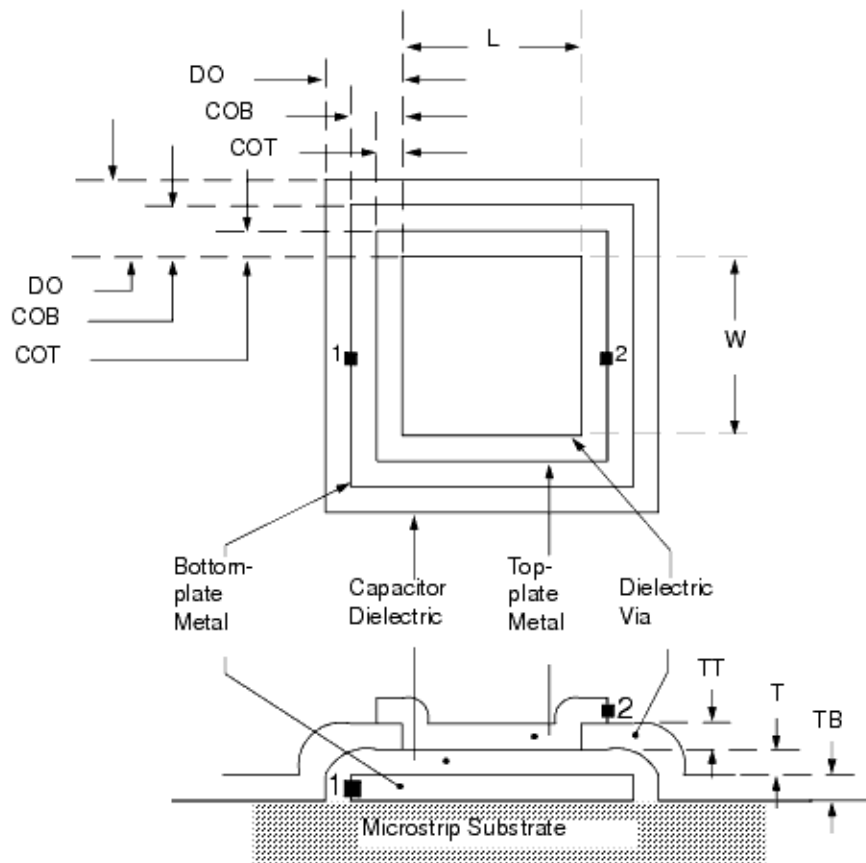 L
DO
COB
COT
DO
COB
COT
1
2
W
Bottom-
plate
Metal
Capacitor
Dielectric
Top-
plate
Metal
Dielectric
Via
TT
T
TB
2
1
Microstrip Substrate